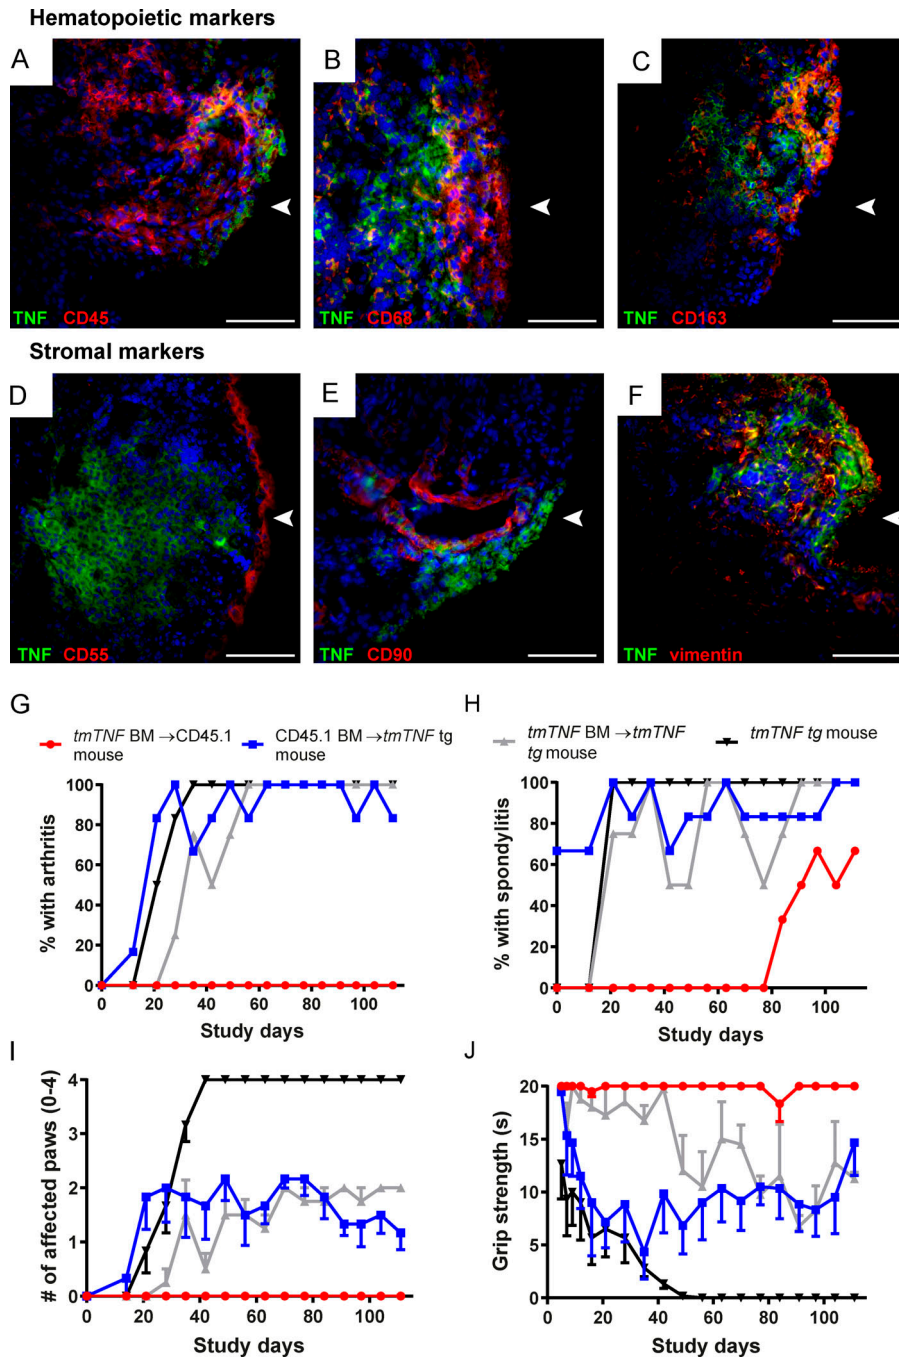 Hematopoietic markers
A
B
C
TNF CD45
TNF CD68
TNF CD163
Stromal markers
D
E
F
TNF CD55
TNF CD90
TNF vimentin
G
H
tmTNF BM →CD45.1 mouse
CD45.1 BM →tmTNF tg mouse
tmTNF BM →tmTNF tg mouse
tmTNF tg mouse
% with arthritis
100
80
60
40
20
0
0 20 40 60 80 100
Study days
% with spondylitis
100
80
60
40
20
0
0 20 40 60 80 100
Study days
I
J
# of affected paws (0-4)
4
3
2
1
0
0 20 40 60 80 100
Study days
Grip strength (s)
20
15
10
5
0
0 20 40 60 80 100
Study days